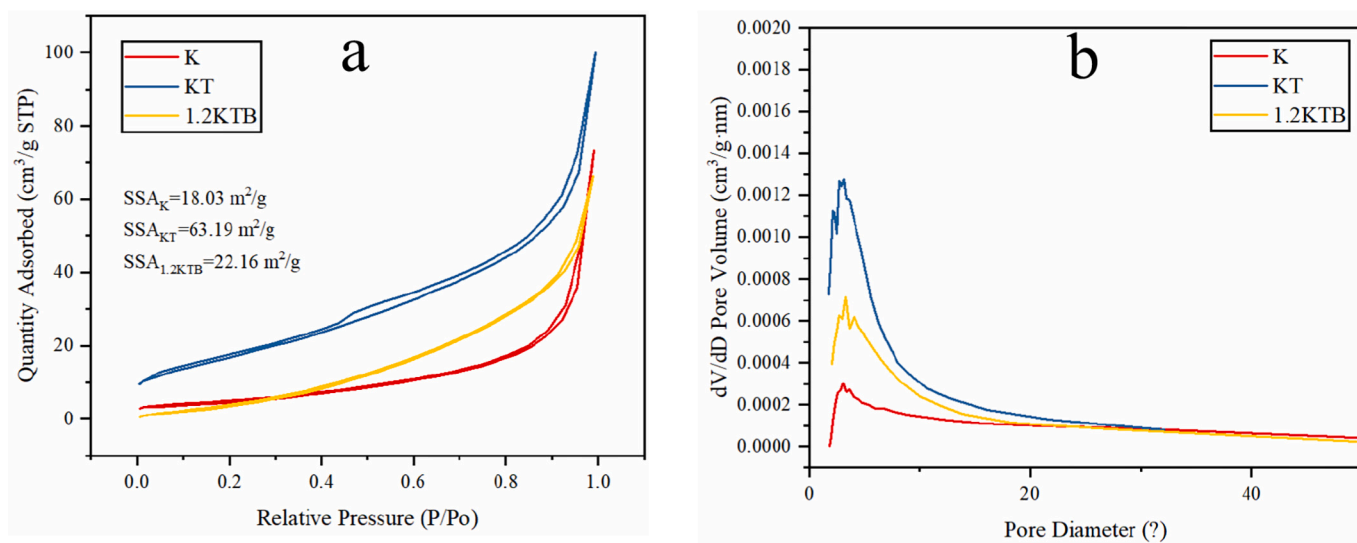 a
K
KT
1.2KTB
SSA_K=18.03 m²/g
SSA_KT=63.19 m²/g
SSA_1.2KTB=22.16 m²/g
Quantity Adsorbed (cm³/g STP)
100
80
60
40
20
0
0.0 0.2 0.4 0.6 0.8 1.0
Relative Pressure (P/Po)
b
K
KT
1.2KTB
dV/dD Pore Volume (cm³/g·nm)
0.0020
0.0018
0.0016
0.0014
0.0012
0.0010
0.0008
0.0006
0.0004
0.0002
0.0000
0 20 40
Pore Diameter (?)